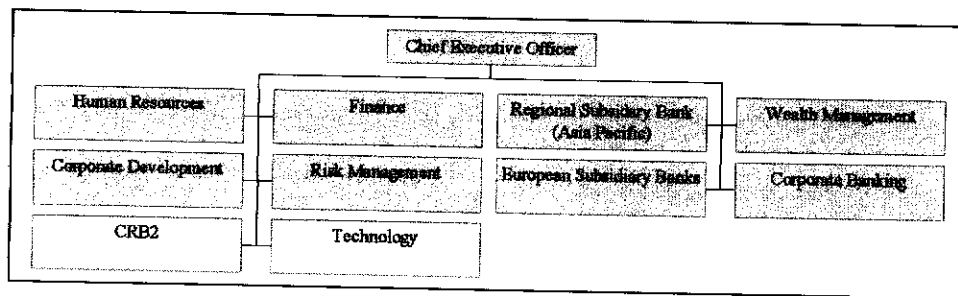 Chief Executive Officer
Human Resources
Finance
Regional Subsidiary Bank
(Asia Pacific)
Wealth Management
Corporate Development
Risk Management
European Subsidiary Banks
Corporate Banking
CRB2
Technology